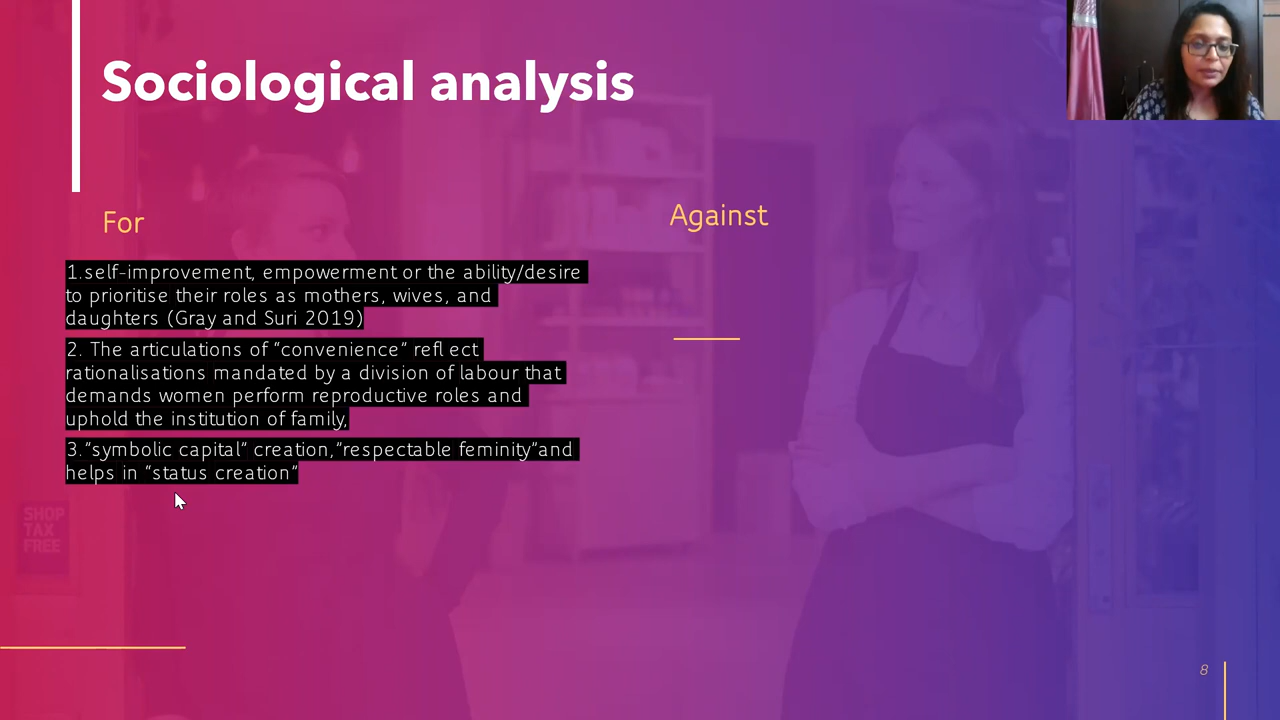 Sociological analysis
For
Against
1.self-improvement, empowerment or the ability/desire
to prioritise their roles as mothers, wives, and
daughters (Gray and Suri 2019)
2. The articulations of “convenience” refl ect
rationalisations mandated by a division of labour that
demands women perform reproductive roles and
uphold the institution of family,
3.“symbolic capital“ creation,”respectable feminity”and
helps in “status creation”
SHOP
TAX
FREE
8